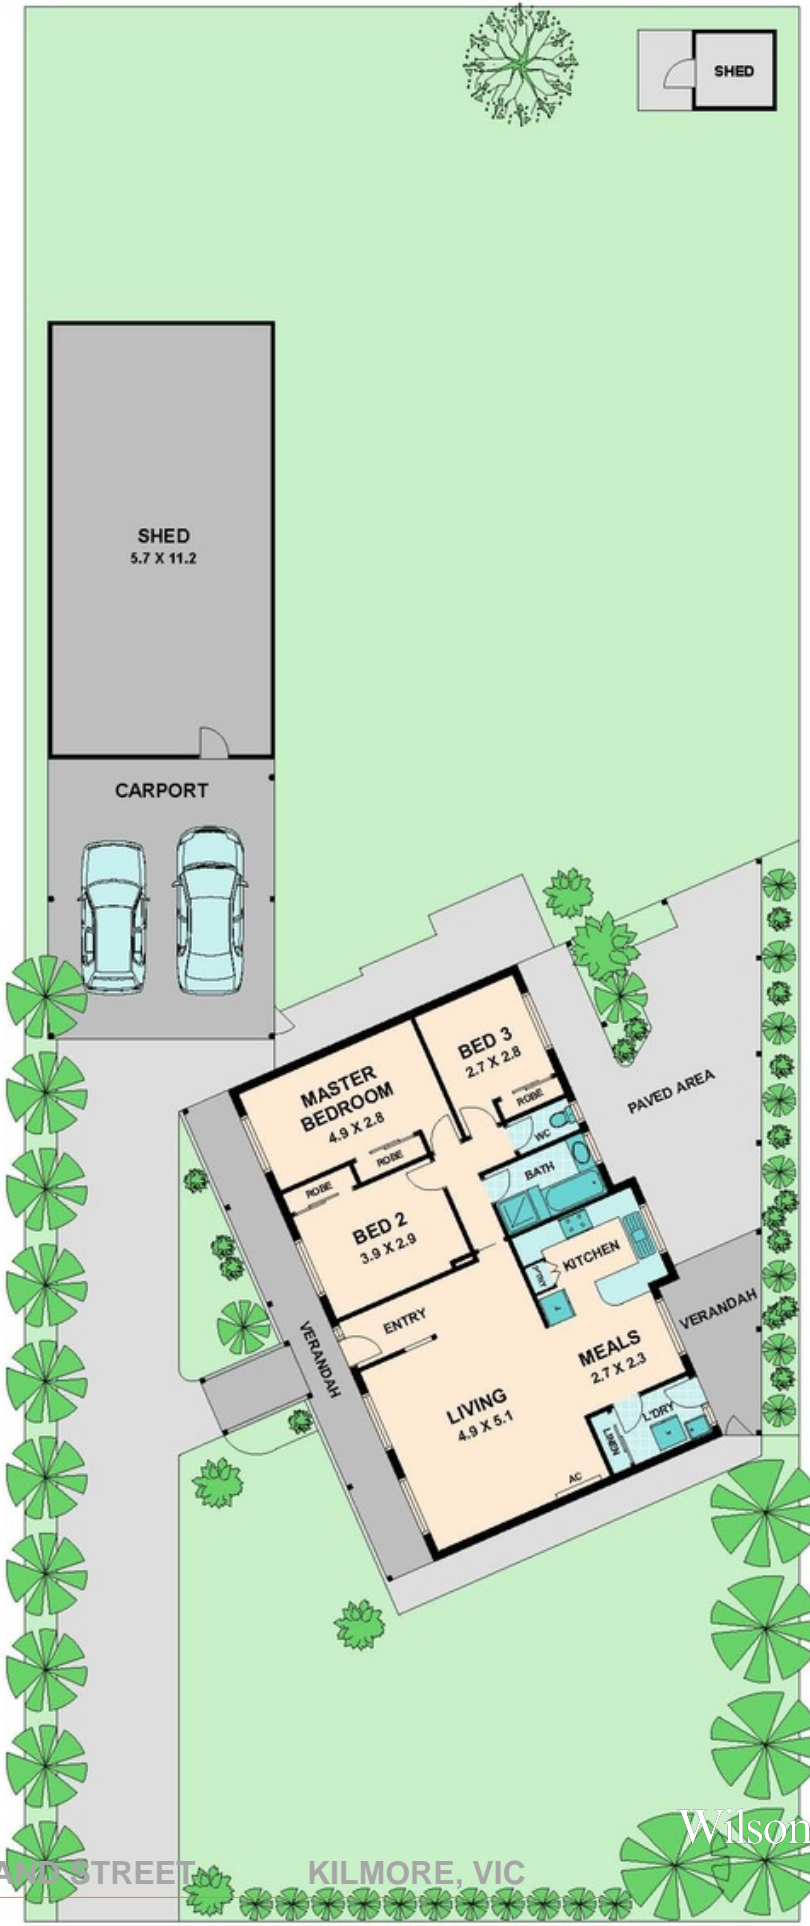 SHED
SHED
5.7 X 11.2
CARPORT
BED 3
2.7 X 2.8
MASTER
BEDROOM
4.9 X 2.8
ROBE
PAVED AREA
WC
ROBE
BATH
ROBE
BED 2
3.9 X 2.9
KITCHEN
P'TRY
ENTRY
VERANDAH
VERANDAH
MEALS
2.7 X 2.3
LIVING
4.9 X 5.1
L'DRY
LINEN
AC
Wilson
STREET
KILMORE, VIC